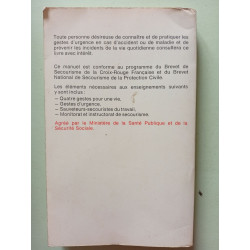 Toute personne désireuse de connaître et de pratiquer les
gestes d'urgence en cas d'accident ou de maladie et de
prévenir les incidents de la vie quotidienne consultera ce
livre avec intérêt.
Ce manuel est conforme au programme du Brevet de
Secourisme de la Croix-Rouge Française et du Brevet
National de Secourisme de la Protection Civile.
Les éléments nécessaires aux enseignements suivants
y sont inclus :
— Quatre gestes pour une vie,
— Gestes d'urgence,
— Sauveteurs-secouristes du travail,
— Monitorat et instructorat de secourisme.
Agréé par le Ministère de la Santé Publique et de la
Sécurité Sociale.